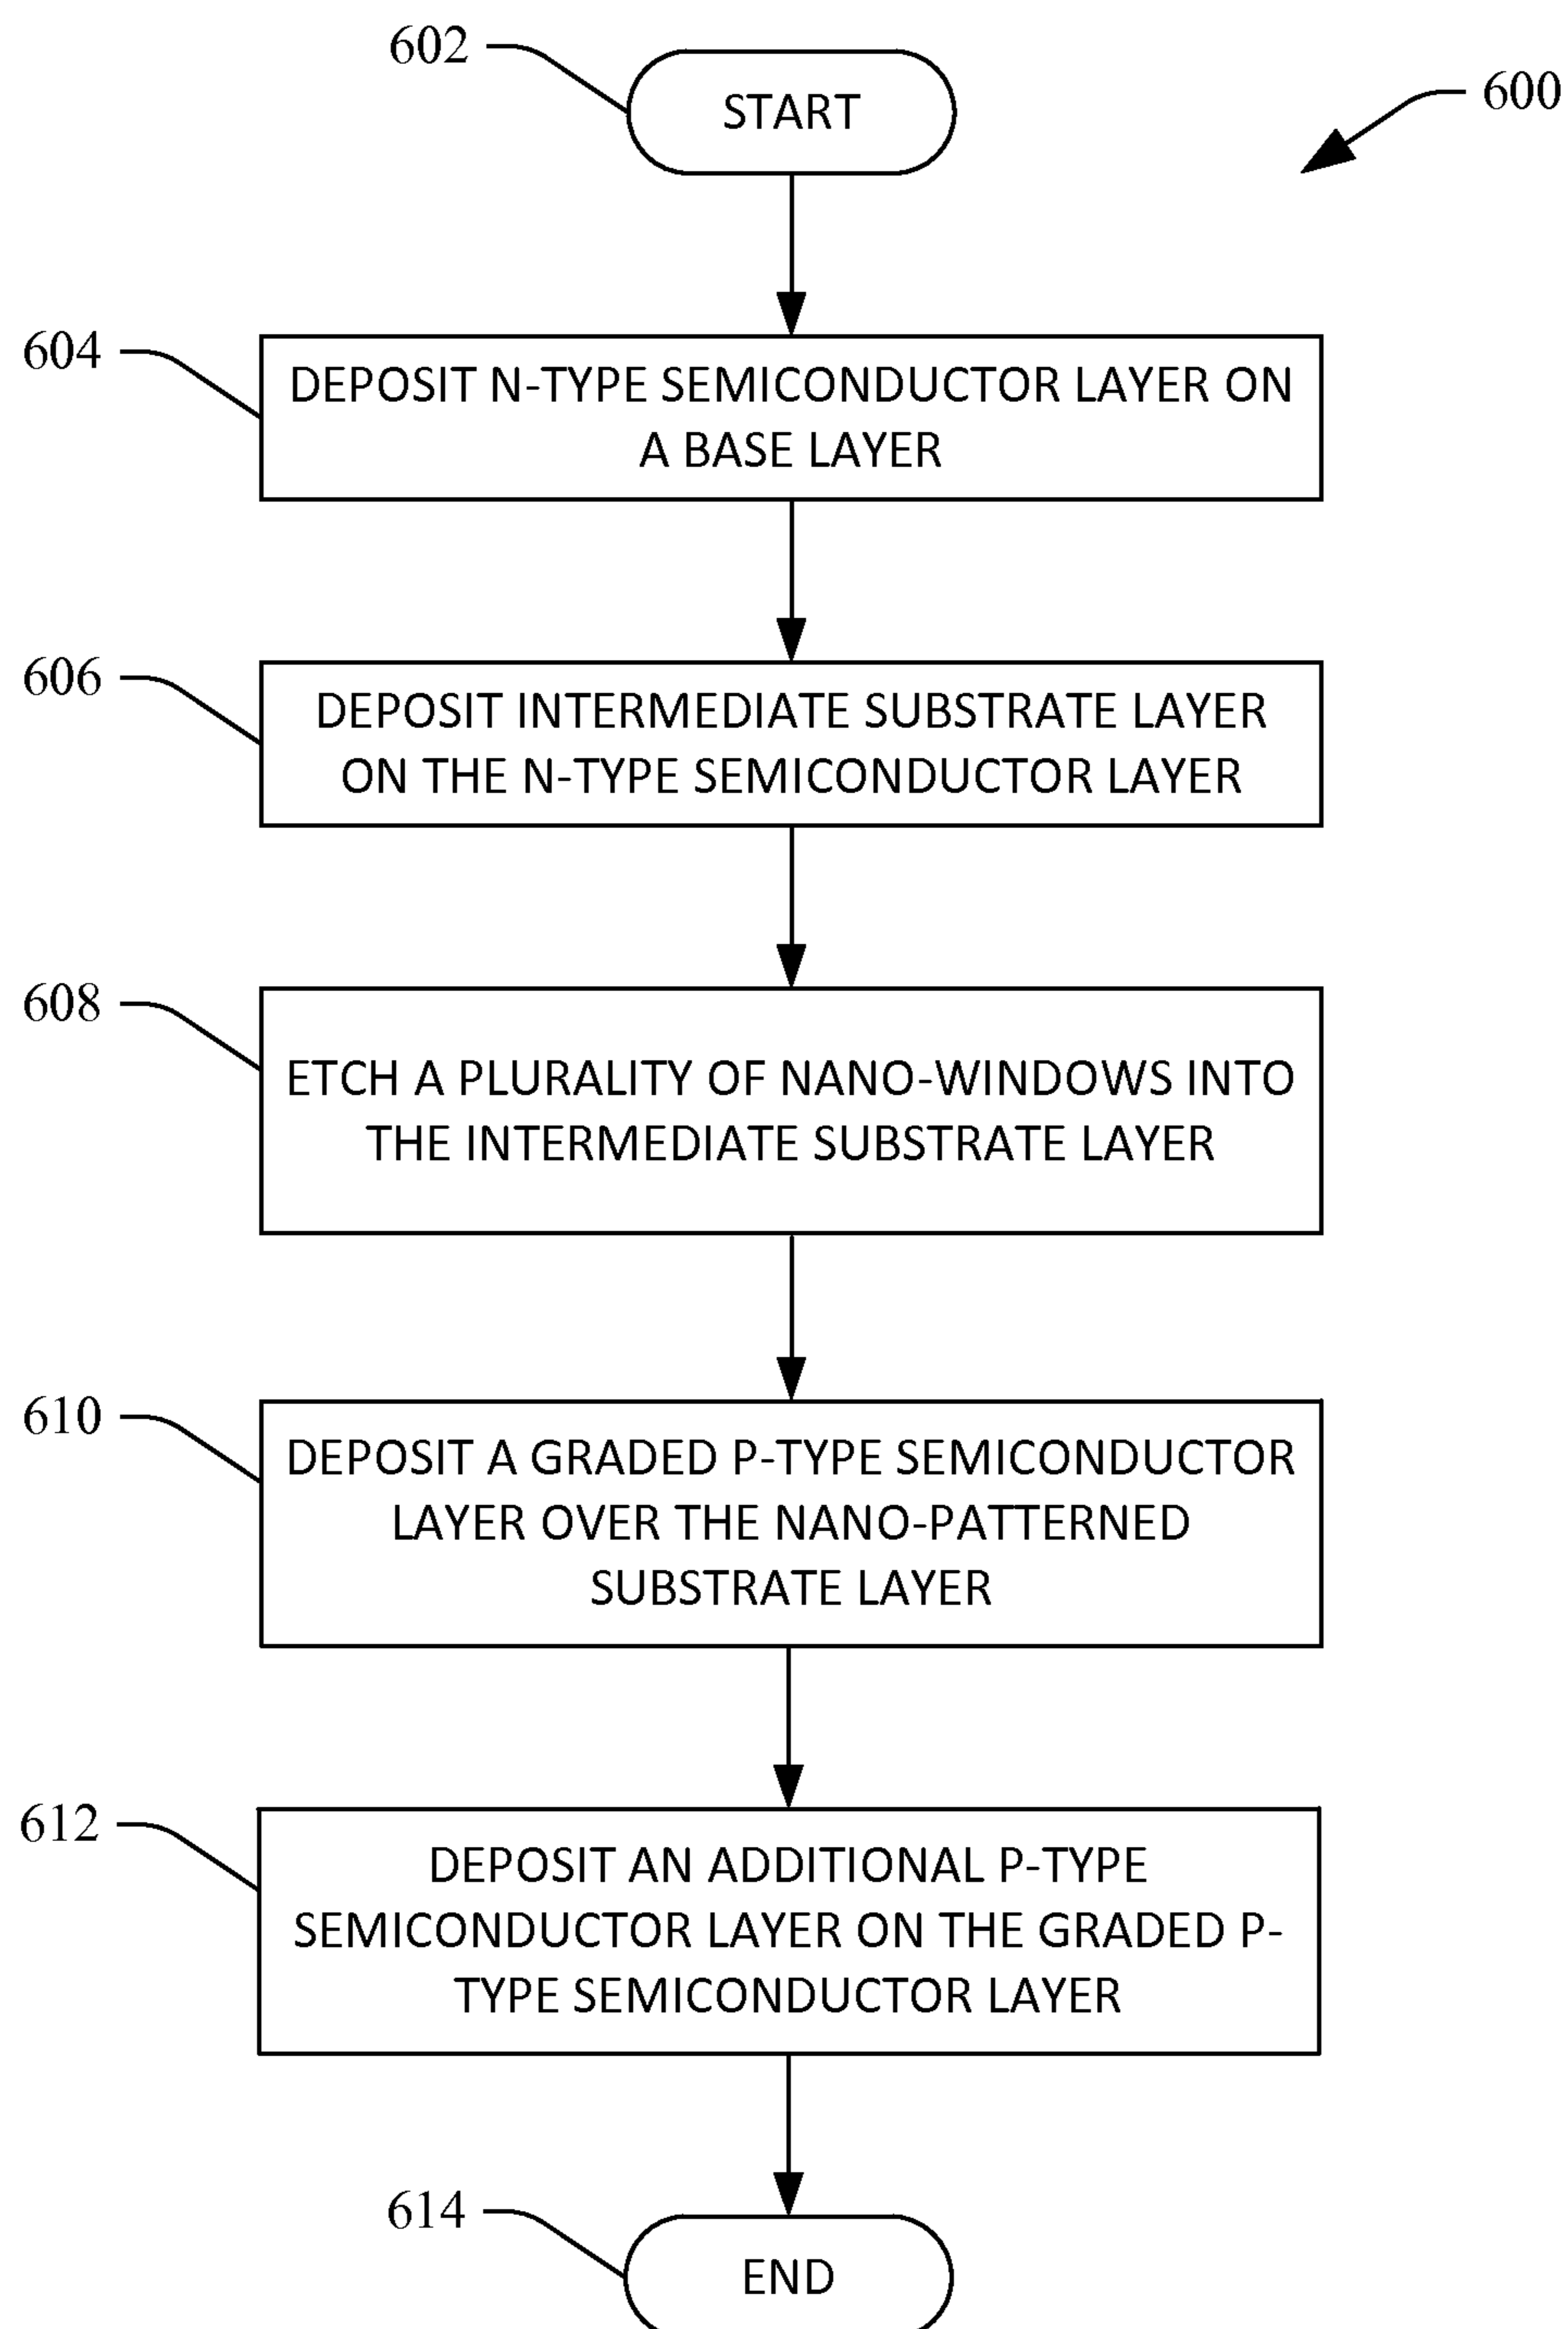 602
START
600
604
DEPOSIT N-TYPE SEMICONDUCTOR LAYER ON
A BASE LAYER
606
DEPOSIT INTERMEDIATE SUBSTRATE LAYER
ON THE N-TYPE SEMICONDUCTOR LAYER
608
ETCH A PLURALITY OF NANO-WINDOWS INTO
THE INTERMEDIATE SUBSTRATE LAYER
610
DEPOSIT A GRADED P-TYPE SEMICONDUCTOR
LAYER OVER THE NANO-PATTERNED
SUBSTRATE LAYER
612
DEPOSIT AN ADDITIONAL P-TYPE
SEMICONDUCTOR LAYER ON THE GRADED P-
TYPE SEMICONDUCTOR LAYER
614
END